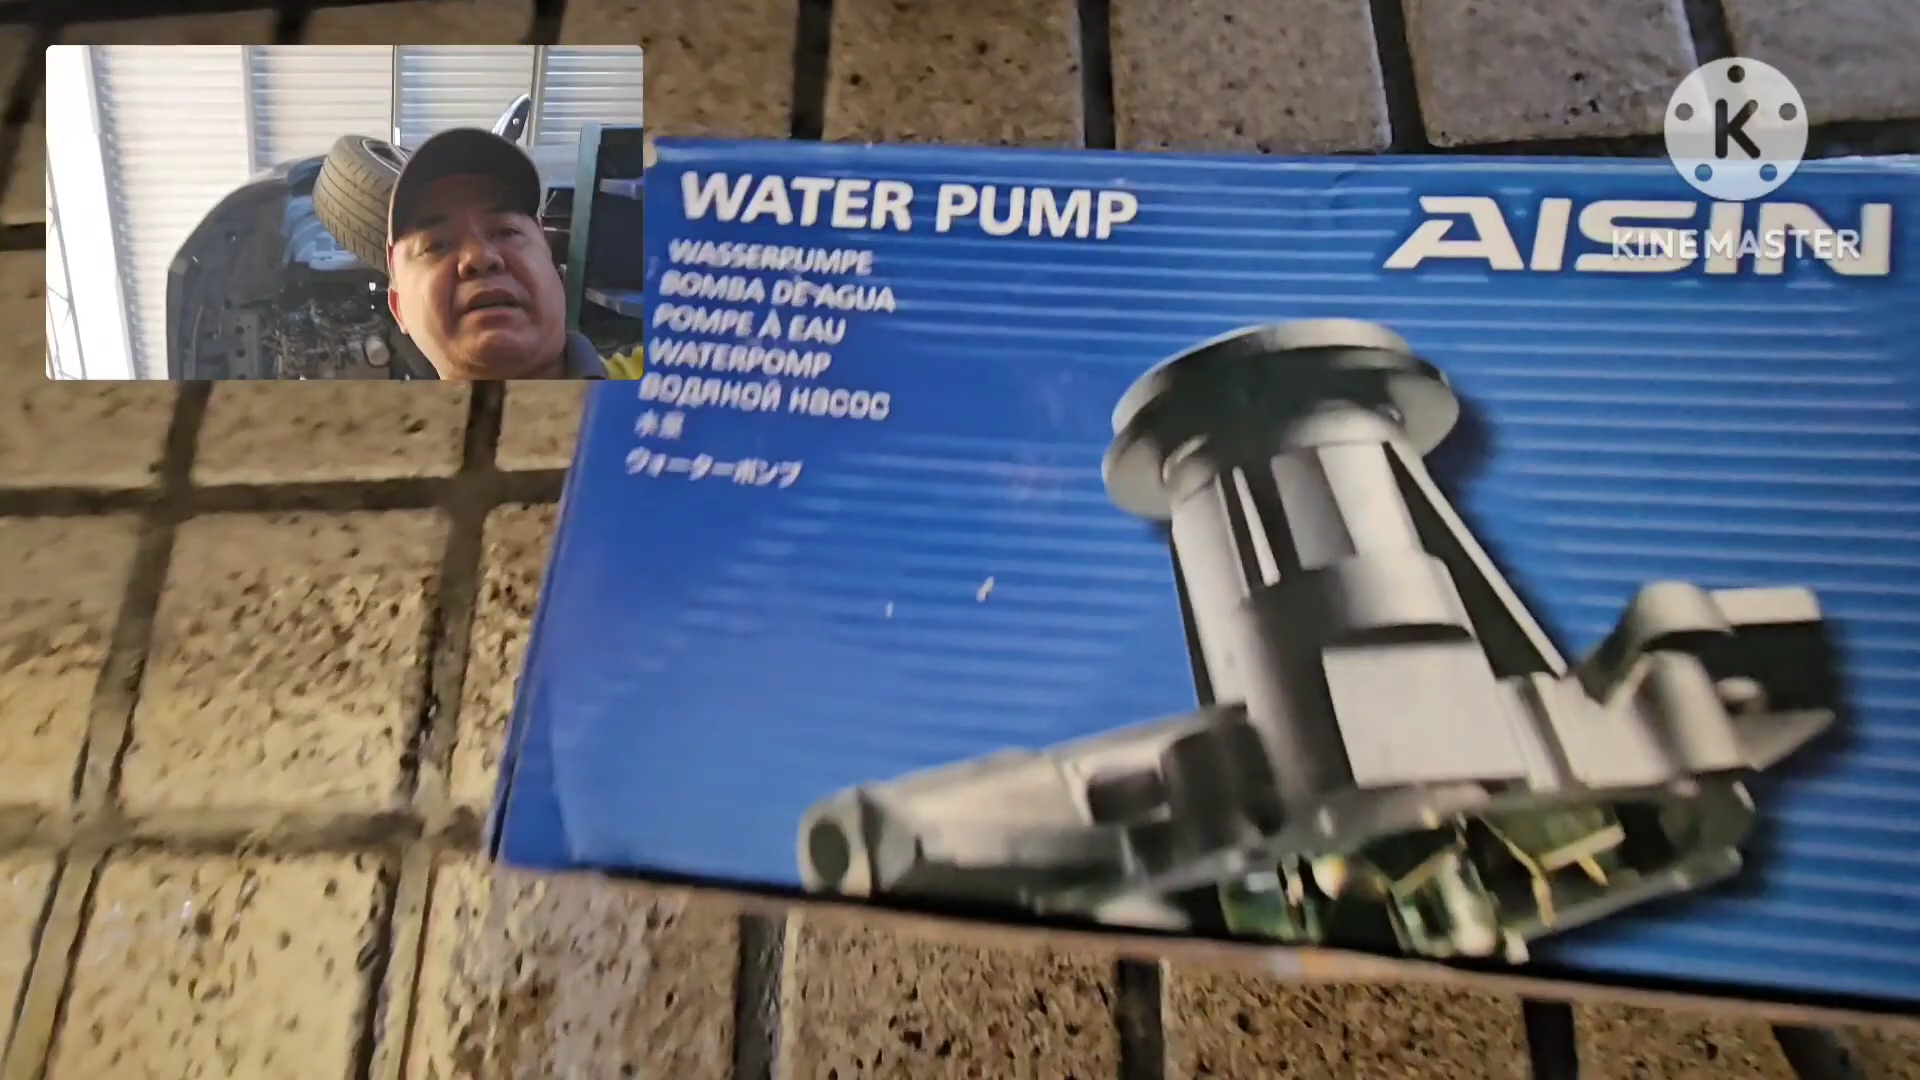 WATER PUMP
WASSERPUMPE
BOMBA DE AGUA
POMPE À EAU
WATERPOMP
ВОДЯНОЙ НАСОС
水泵
ウォーターポンプ
AISIN
K
KINEMASTER